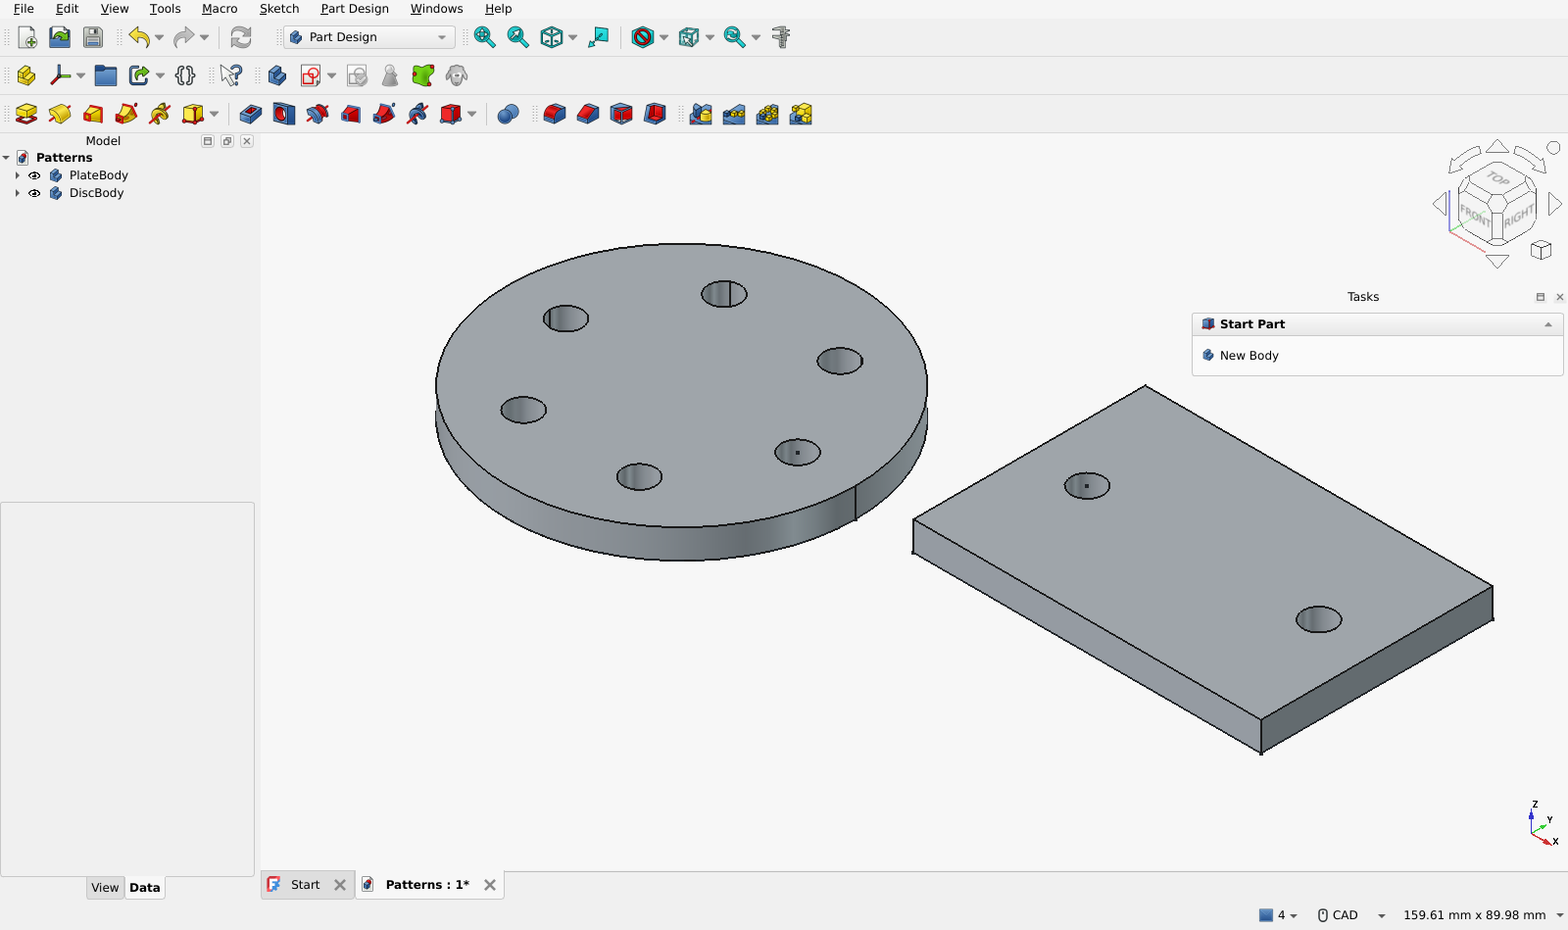 File Edit View Tools Macro Sketch Part Design Windows Help
Part Design
Model
Patterns
PlateBody
DiscBody
TOP
FRONT
RIGHT
Tasks
Start Part
New Body
Z
Y
X
View Data
Start
Patterns : 1*
4
CAD
159.61 mm x 89.98 mm